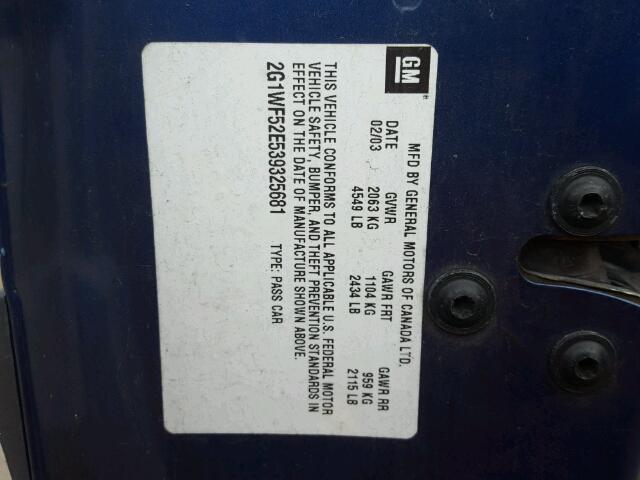 GM
MFD BY GENERAL MOTORS OF CANADA LTD.
DATE GVWR GAWR FRT GAWR RR
02/03 2063 KG 1104 KG 959 KG
4549 LB 2434 LB 2115 LB
THIS VEHICLE CONFORMS TO ALL APPLICABLE U.S. FEDERAL MOTOR
VEHICLE SAFETY, BUMPER, AND THEFT PREVENTION STANDARDS IN
EFFECT ON THE DATE OF MANUFACTURE SHOWN ABOVE.
2G1WF52E539325681 TYPE: PASS CAR